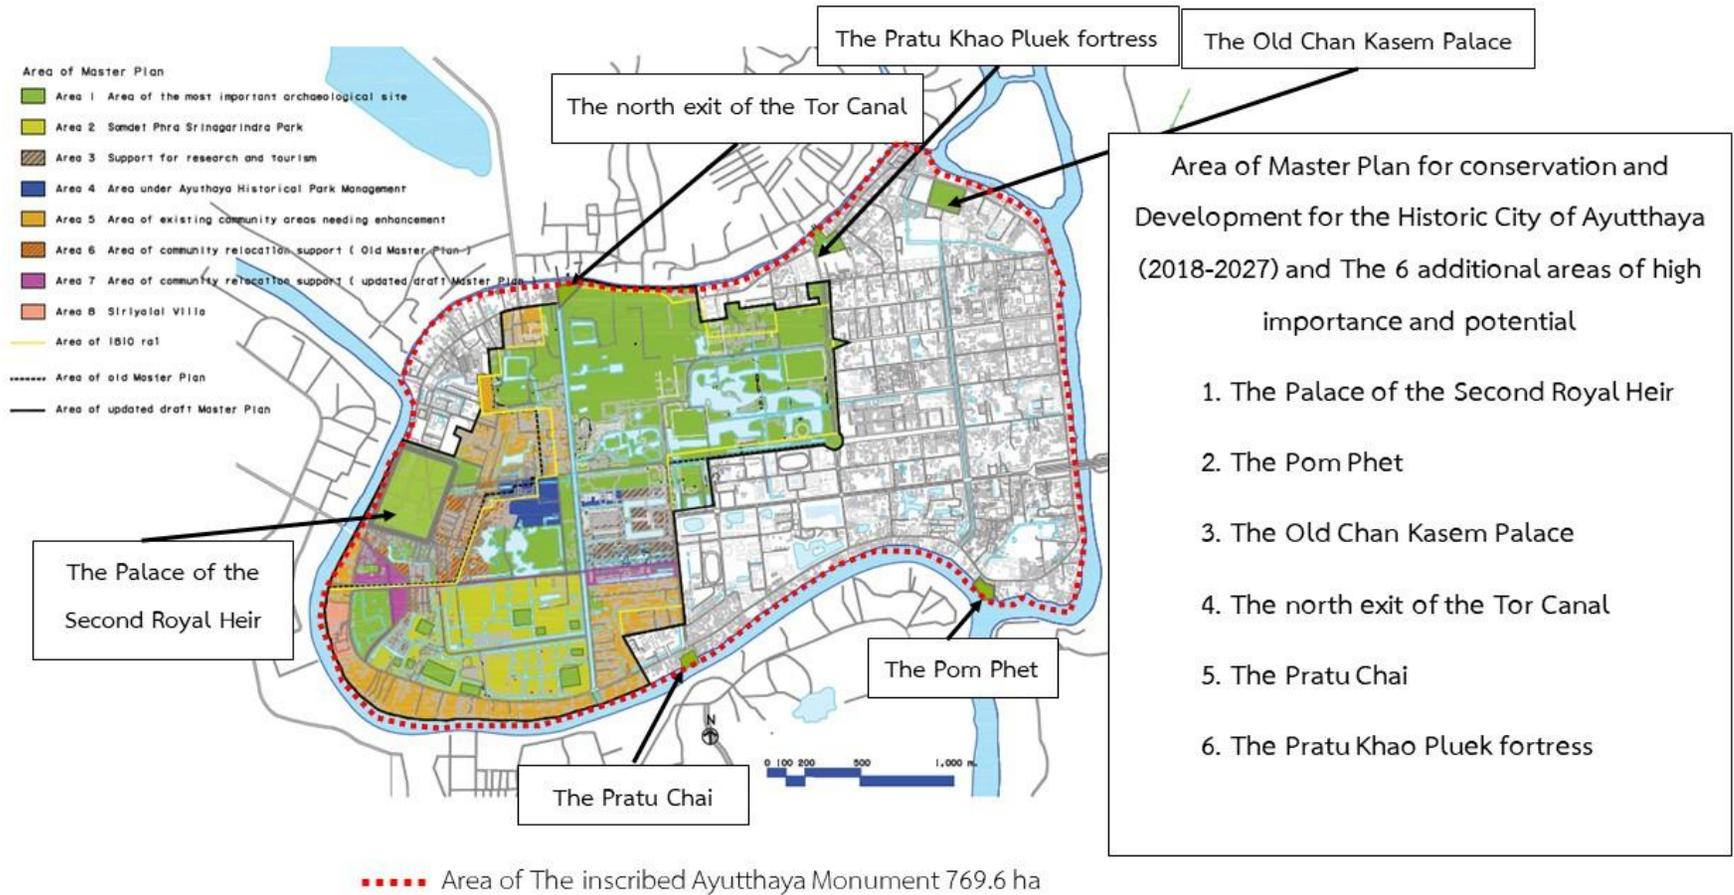 The Pratu Khao Pluek fortress
The Old Chan Kasem Palace
The north exit of the Tor Canal
Area of Master Plan
Area 1 Area of the most important archaeological site
Area 2 Somdet Phra Srinagarindra Park
Area 3 Support for research and tourism
Area 4 Area under Ayuthaya Historical Park Management
Area 5 Area of existing community areas needing enhancement
Area 6 Area of community relocation support ( Old Master Plan )
Area 7 Area of community relocation support ( updated draft Master Plan )
Area 8 Siriyalai Villa
Area of 1810 rai
Area of old Master Plan
Area of updated draft Master Plan
Area of Master Plan for conservation and
Development for the Historic City of Ayutthaya
(2018-2027) and The 6 additional areas of high
importance and potential
1. The Palace of the Second Royal Heir
2. The Pom Phet
3. The Old Chan Kasem Palace
4. The north exit of the Tor Canal
5. The Pratu Chai
6. The Pratu Khao Pluek fortress
The Palace of the
Second Royal Heir
The Pom Phet
The Pratu Chai
N
0 100 200 500 1,000 m.
Area of The inscribed Ayutthaya Monument 769.6 ha